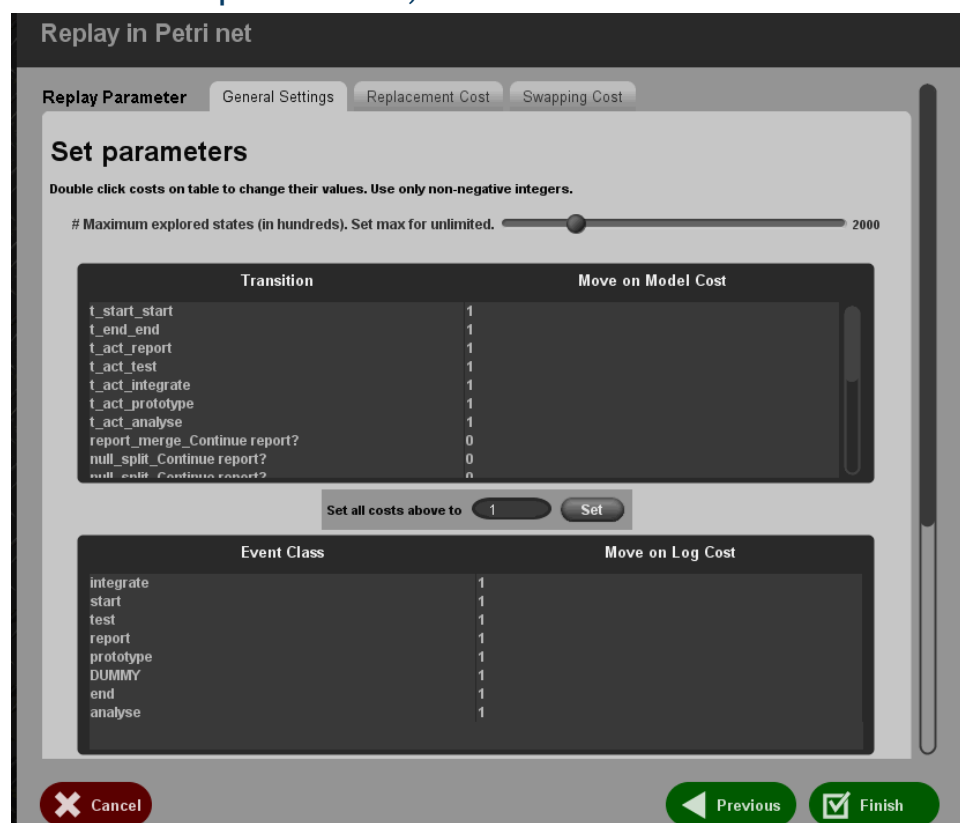 Replay in Petri net
Replay Parameter General Settings Replacement Cost Swapping Cost
Set parameters
Double click costs on table to change their values. Use only non-negative integers.
# Maximum explored states (in hundreds). Set max for unlimited. 2000
Transition Move on Model Cost
t_start_start 1
t_end_end 1
t_act_report 1
t_act_test 1
t_act_integrate 1
t_act_prototype 1
t_act_analyse 1
report_merge_Continue report? 0
null_split_Continue report? 0
null_split_Continue report? 0
Set all costs above to 1 Set
Event Class Move on Log Cost
integrate 1
start 1
test 1
report 1
prototype 1
DUMMY 1
end 1
analyse 1
Cancel Previous Finish